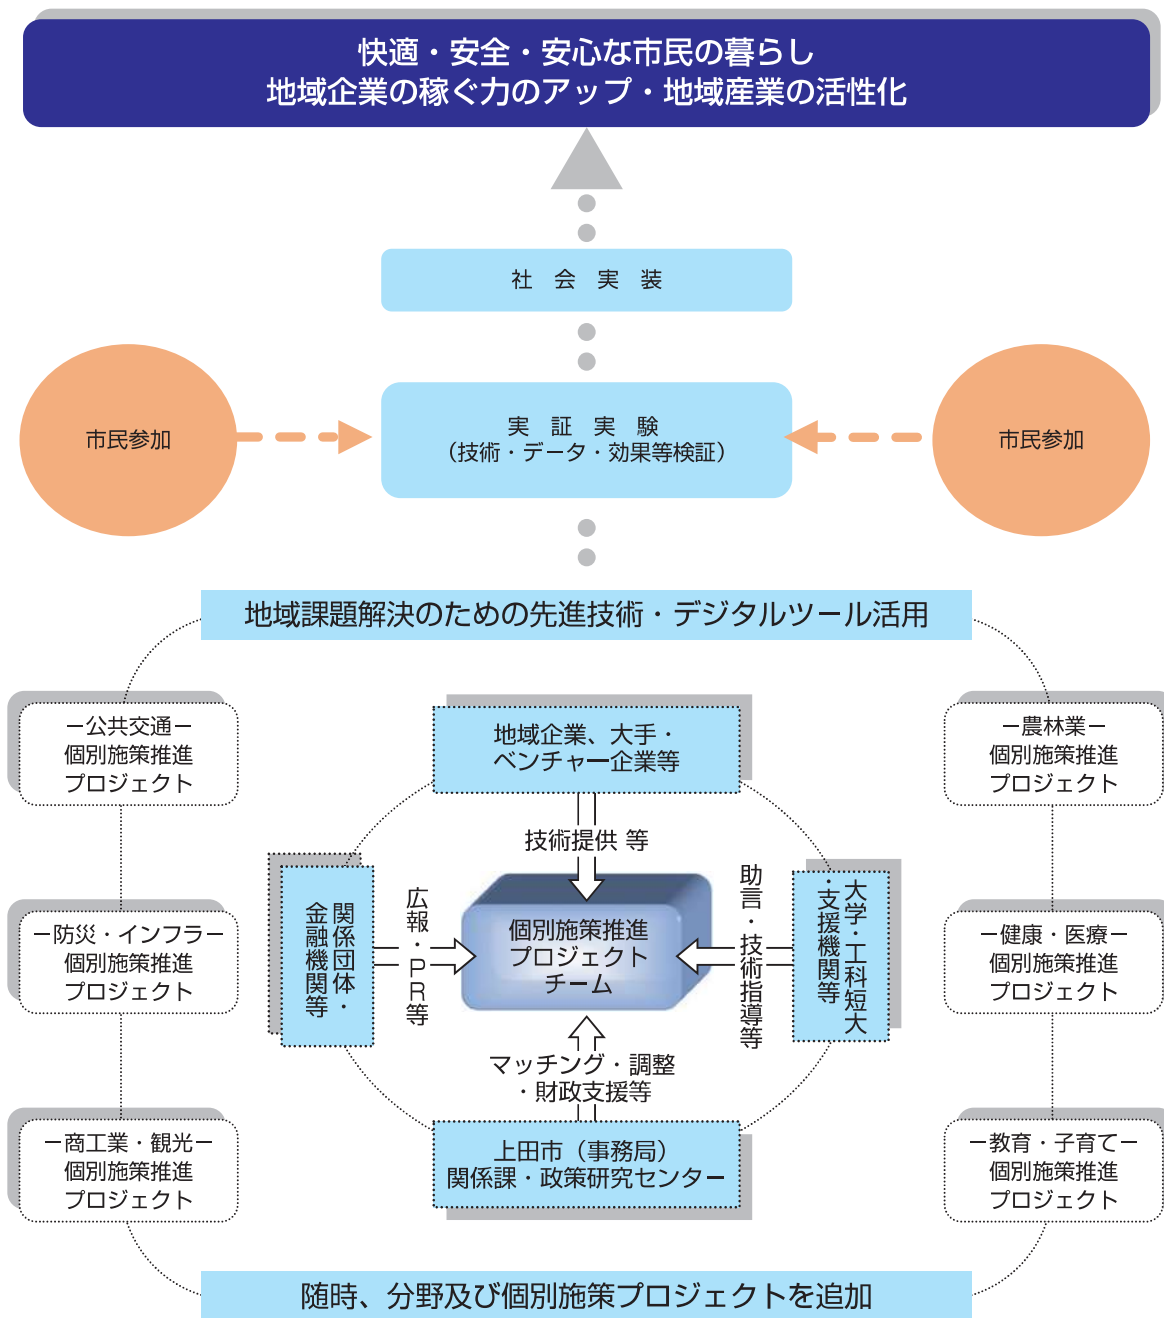 快適・安全・安心な市民の暮らし
地域企業の稼ぐ力のアップ・地域産業の活性化
社　会　実　装
市民参加
実　証　実　験
（技術・データ・効果等検証）
市民参加
地域課題解決のための先進技術・デジタルツール活用
－公共交通－
個別施策推進
プロジェクト
－防災・インフラ－
個別施策推進
プロジェクト
－商工業・観光－
個別施策推進
プロジェクト
地域企業、大手・
ベンチャー企業等
技術提供 等
関係団体・
金融機関等
広報・ＰＲ等
個別施策推進
プロジェクト
チーム
助言・技術指導等
大学・工科短大
・支援機関等
マッチング・調整
・財政支援等
上田市（事務局）
関係課・政策研究センター
－農林業－
個別施策推進
プロジェクト
－健康・医療－
個別施策推進
プロジェクト
－教育・子育て－
個別施策推進
プロジェクト
随時、分野及び個別施策プロジェクトを追加